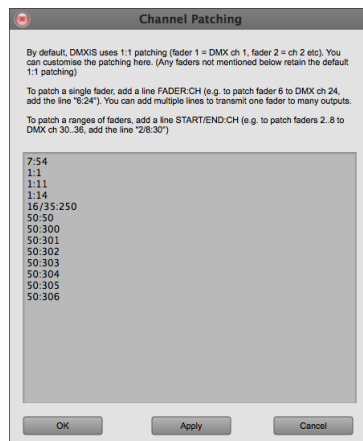 Channel Patching
By default, DMXIS uses 1:1 patching (fader 1 = DMX ch 1, fader 2 = ch 2 etc). You
can customise the patching here. (Any faders not mentioned below retain the default
1:1 patching)
To patch a single fader, add a line FADER:CH (e.g. to patch fader 6 to DMX ch 24,
add the line "6:24"). You can add multiple lines to transmit one fader to many outputs.
To patch a ranges of faders, add a line START/END:CH (e.g. to patch faders 2..8 to
DMX ch 30..36, add the line "2/8:30")
7:54
1:1
1:11
1:14
16/35:250
50:50
50:300
50:301
50:302
50:303
50:304
50:305
50:306
OK Apply Cancel